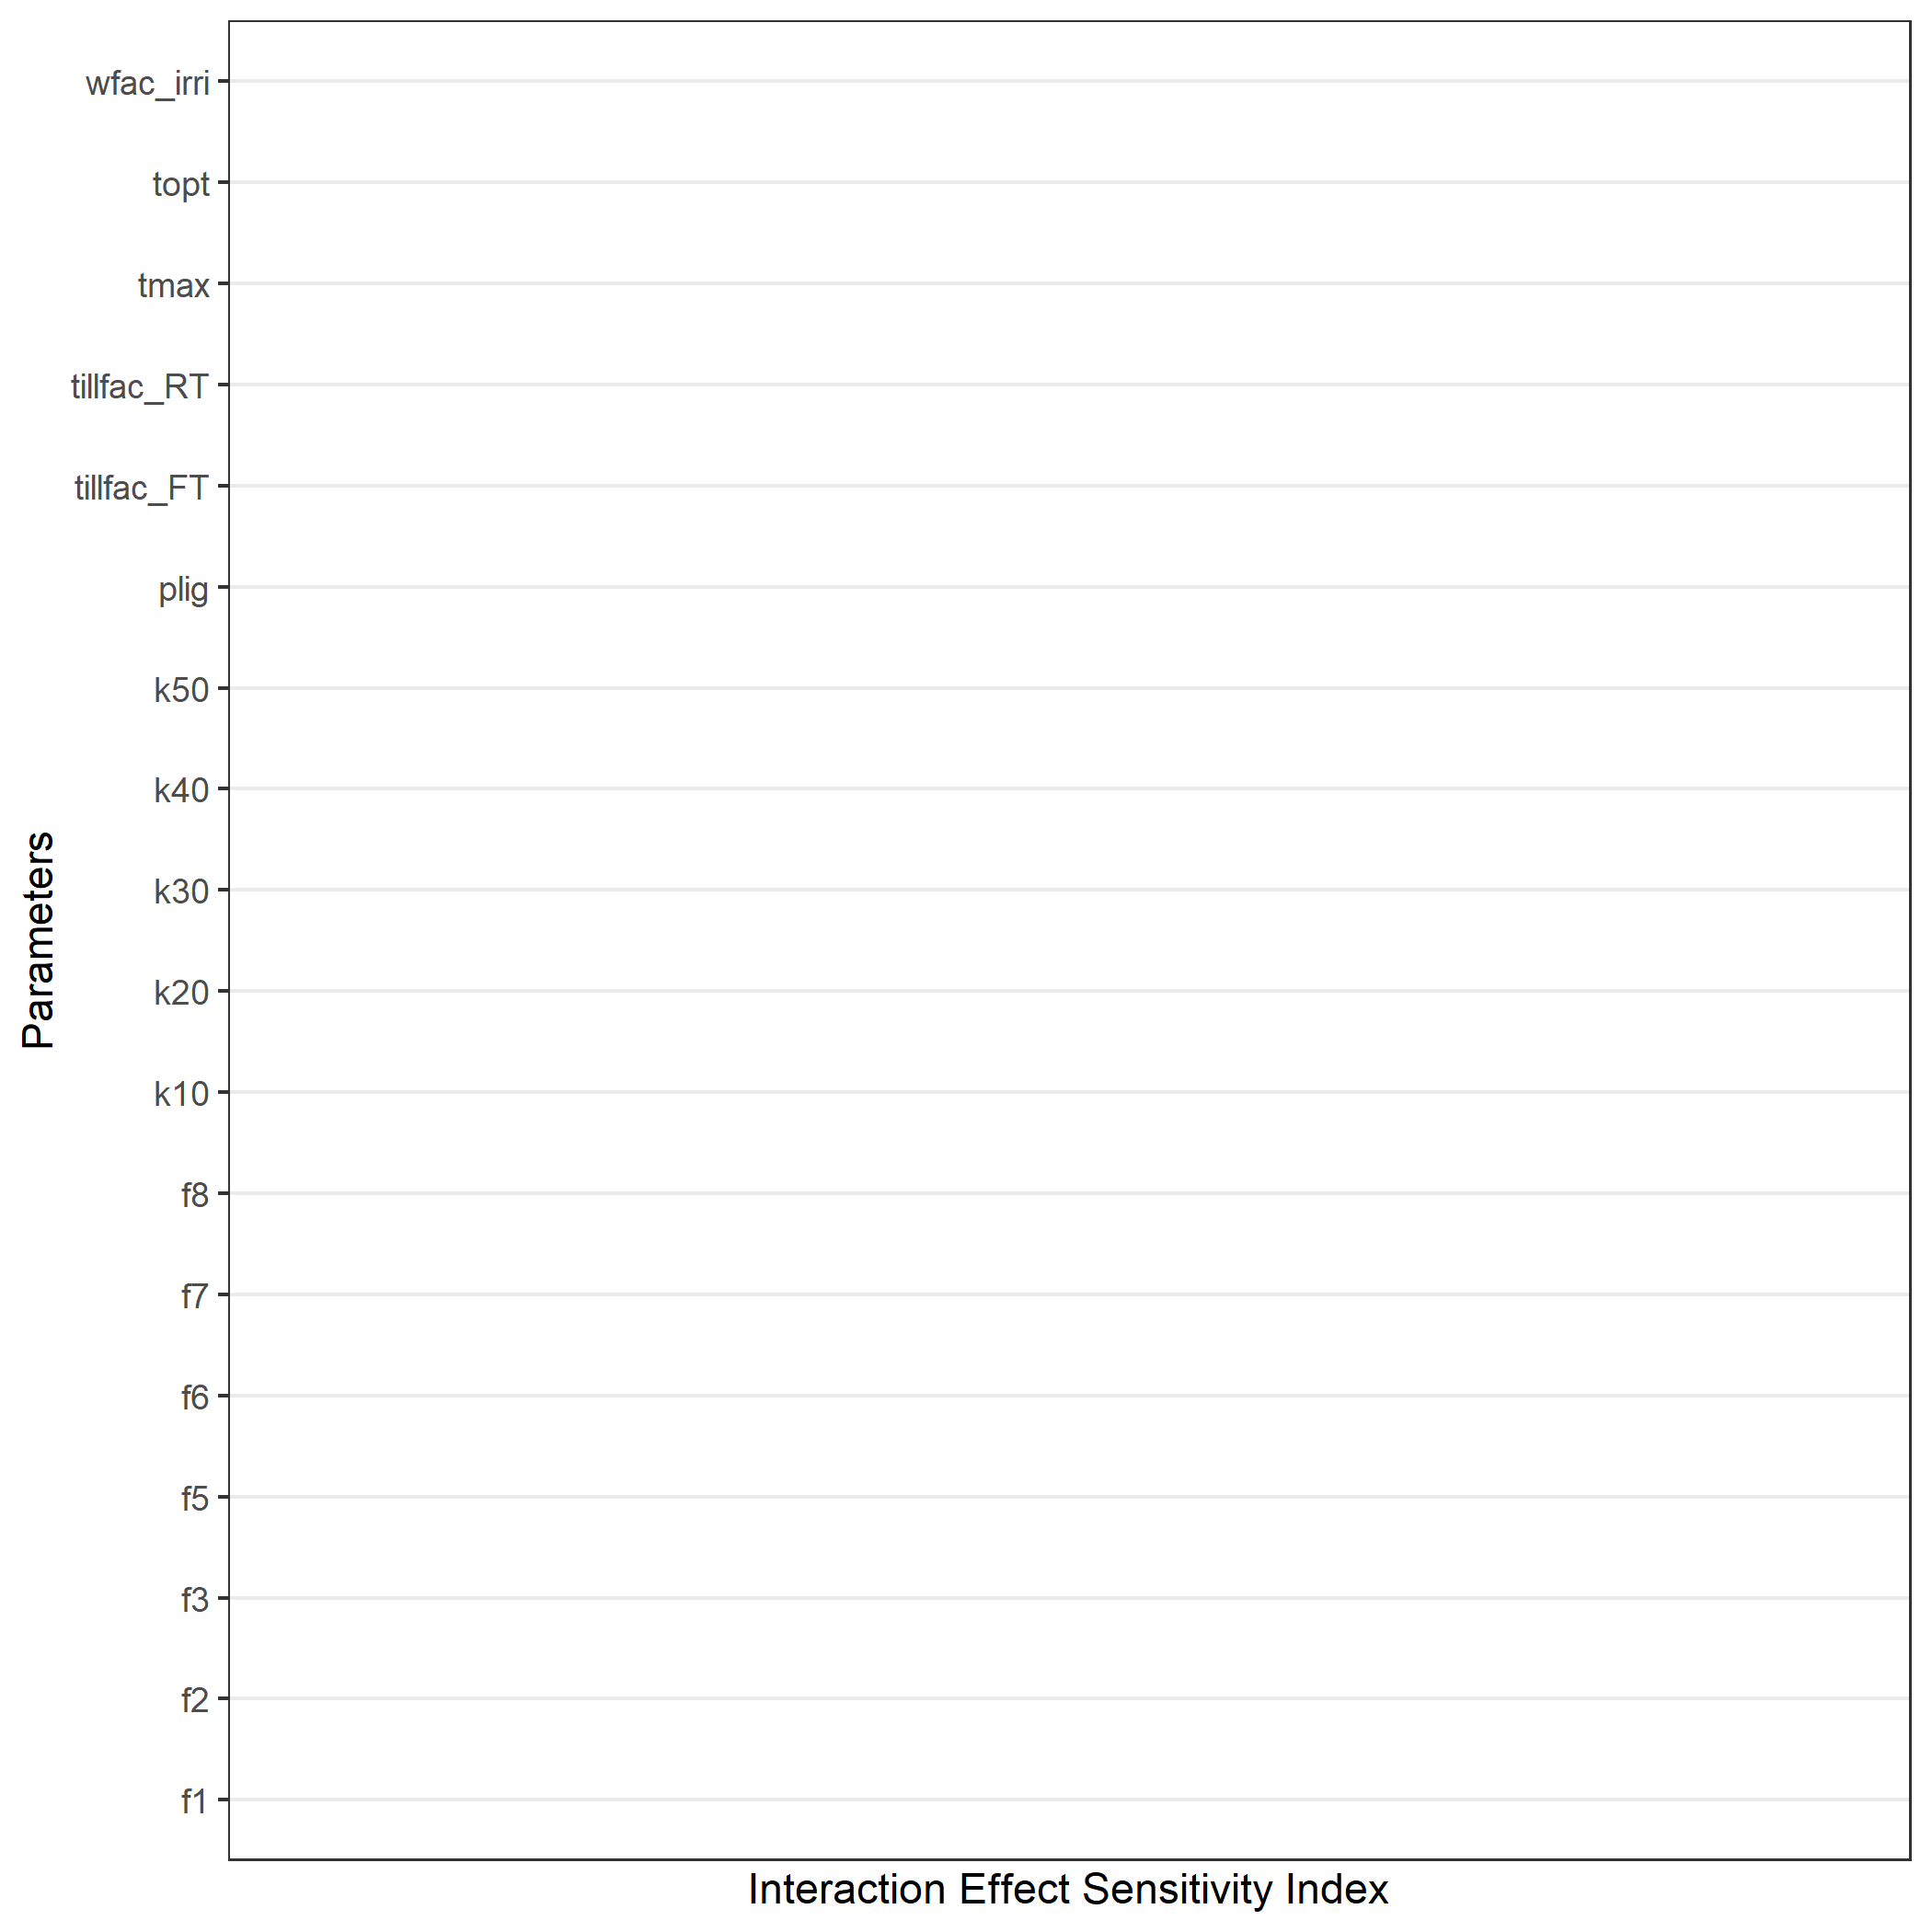 wfac_irri
topt
tmax
tillfac_RT
tillfac_FT
plig
k50
k40
k30
k20
k10
f8
f7
f6
f5
f3
f2
f1
Parameters
Interaction Effect Sensitivity Index